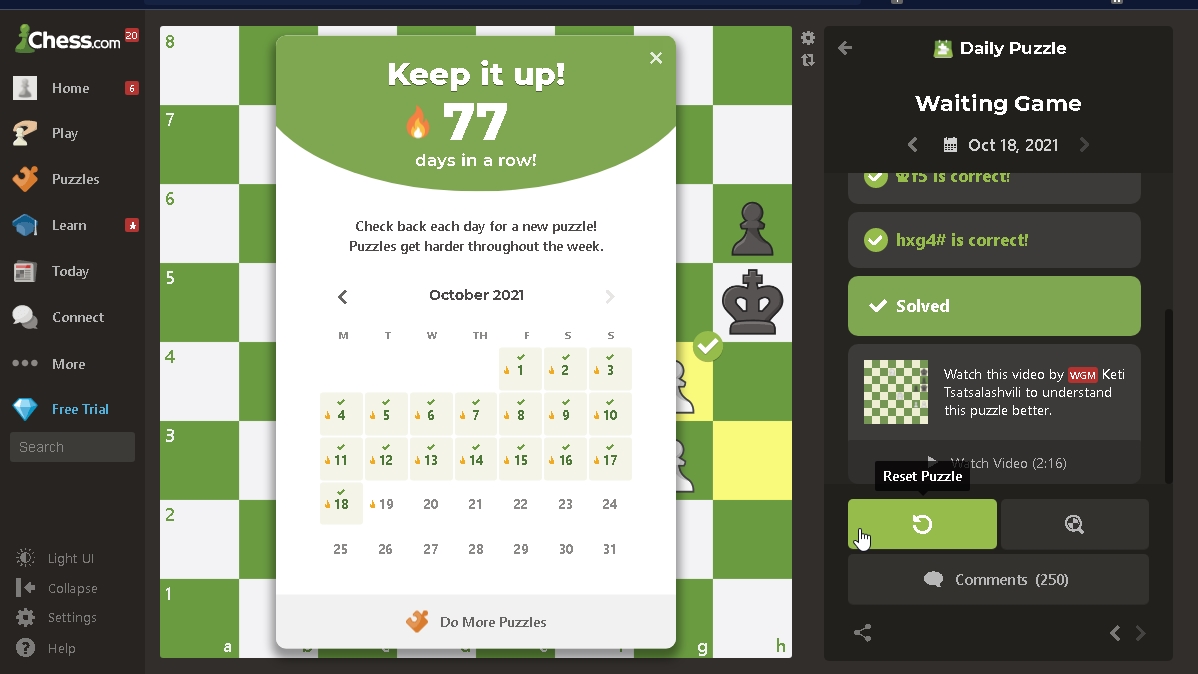 Chess.com 20
Home 6
Play
Puzzles
Learn
Today
Connect
More
Free Trial
Search
Light UI
Collapse
Settings
Help
8
7
6
5
4
3
2
1
a
g
h
Keep it up!
77
days in a row!
Check back each day for a new puzzle!
Puzzles get harder throughout the week.
October 2021
M T W TH F S S
1 2 3
4 5 6 7 8 9 10
11 12 13 14 15 16 17
18 19 20 21 22 23 24
25 26 27 28 29 30 31
Do More Puzzles
Daily Puzzle
Waiting Game
Oct 18, 2021
♛f5 is correct!
hxg4# is correct!
Solved
Watch this video by WGM Keti
Tsatsalashvili to understand
this puzzle better.
Watch Video (2:16)
Reset Puzzle
Comments (250)